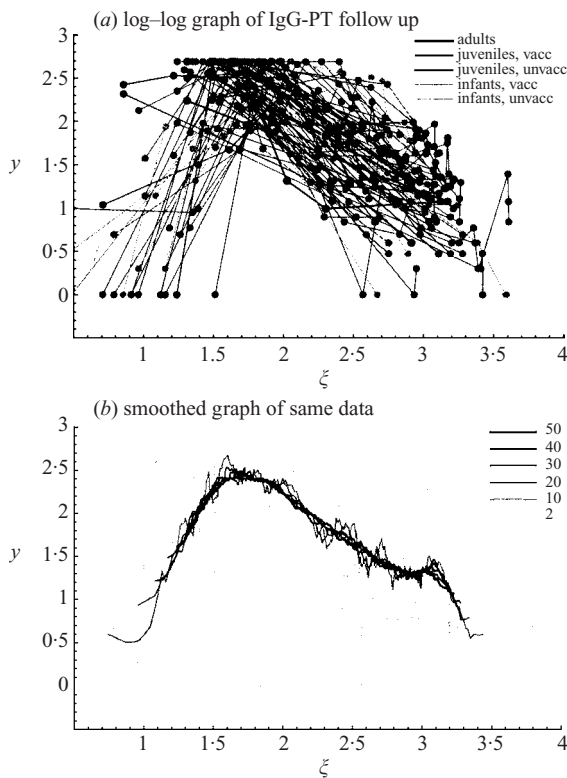 (a) log–log graph of IgG-PT follow up
y
3
2·5
2
1·5
1
0·5
0
adults
juveniles, vacc
juveniles, unvacc
infants, vacc
infants, unvacc
1 1·5 2 2·5 3 3·5 4
ξ
(b) smoothed graph of same data
y
3
2·5
2
1·5
1
0·5
0
50
40
30
20
10
2
1 1·5 2 2·5 3 3·5 4
ξ